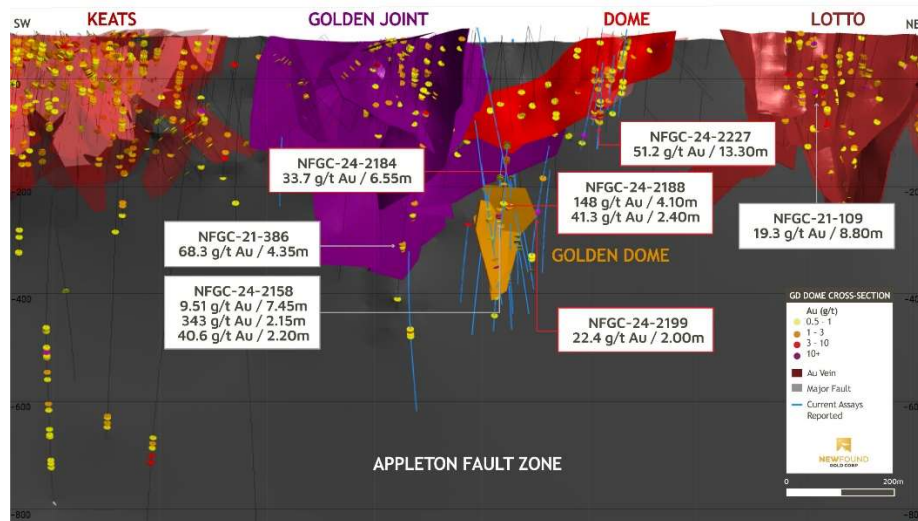 SW
KEATS
GOLDEN JOINT
DOME
LOTTO
NE
0
NFGC-24-2184
33.7 g/t Au / 6.55m
NFGC-24-2227
51.2 g/t Au / 13.30m
-200
NFGC-24-2188
148 g/t Au / 4.10m
41.3 g/t Au / 2.40m
NFGC-21-109
19.3 g/t Au / 8.80m
NFGC-21-386
68.3 g/t Au / 4.35m
GOLDEN DOME
NFGC-24-2158
9.51 g/t Au / 7.45m
343 g/t Au / 2.15m
40.6 g/t Au / 2.20m
-400
NFGC-24-2199
22.4 g/t Au / 2.00m
GD DOME CROSS-SECTION
Au (g/t)
0.5 - 1
1 - 3
3 - 10
10+
Au Vein
Major Fault
Current Assays
Reported
NEWFOUND
GOLD CORP
-600
APPLETON FAULT ZONE
0 200m
-800